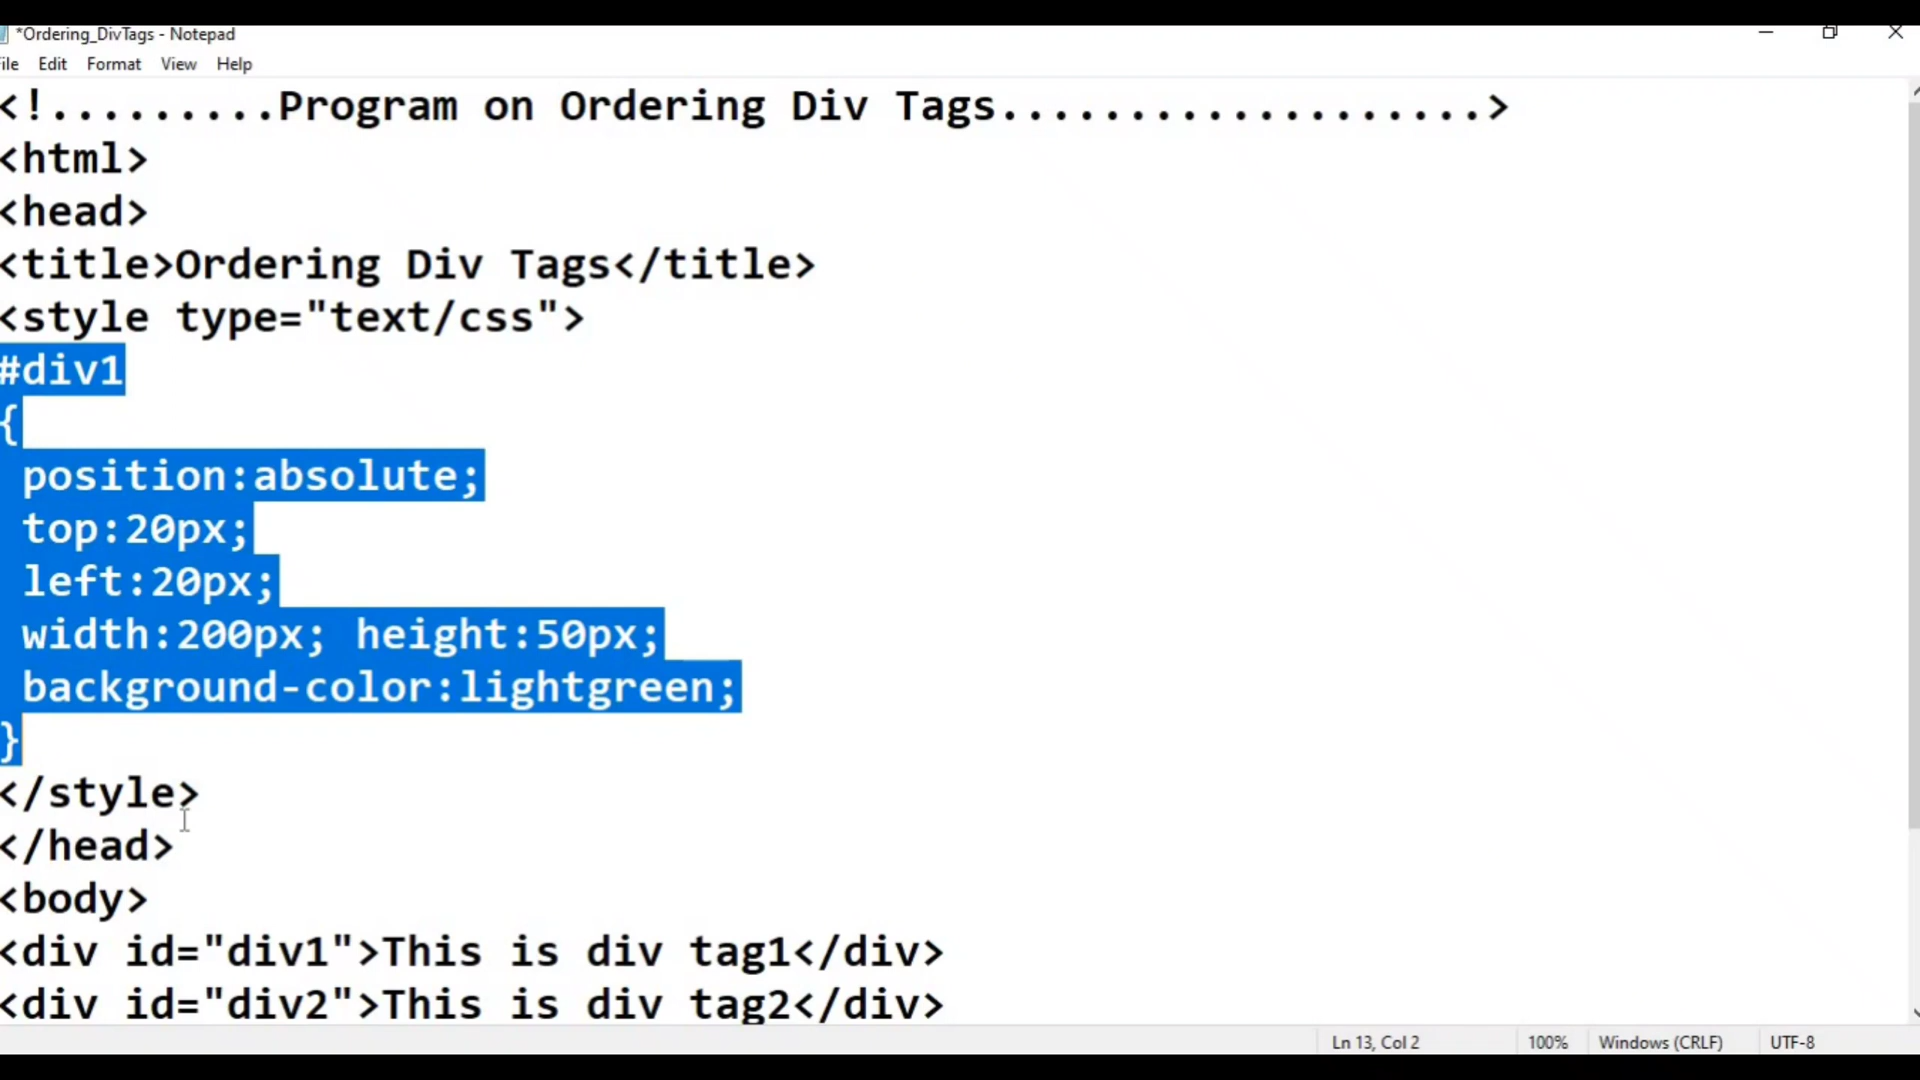 *Ordering_DivTags - Notepad
ile Edit Format View Help
<!.........Program on Ordering Div Tags...................>
<html>
<head>
<title>Ordering Div Tags</title>
<style type="text/css">
#div1
{
position:absolute;
top:20px;
left:20px;
width:200px; height:50px;
background-color:lightgreen;
}
</style>
</head>
<body>
<div id="div1">This is div tag1</div>
<div id="div2">This is div tag2</div>
Ln 13, Col 2 100% Windows (CRLF) UTF-8